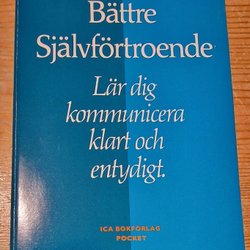 Bättre
Självförtroende
Lär dig
kommunicera
klart och
entydigt.
ICA BOKFÖRLAG
POCKET